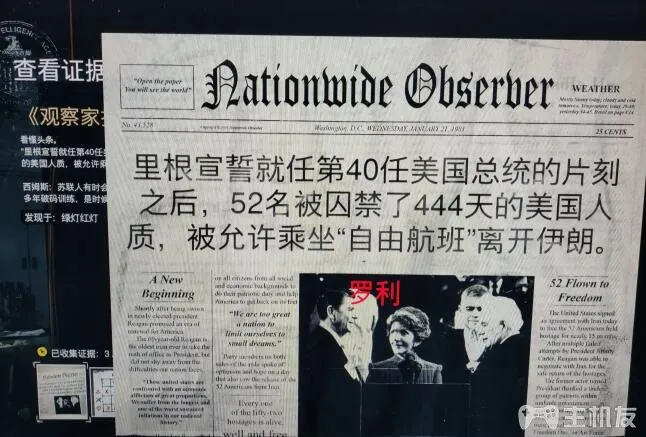 查看证据
《观察家
看懂头条。
"里根宣誓就任第40任
的美国人质，被允许乘
西姆斯：苏联人有时会
多年破码训练，是时候
发现于：绿灯红灯
已收集证据：3
"Open the paper
You will see the world"
Nationwide Observer
WEATHER
No. 43,528
Washington, D.C., WEDNESDAY, JANUARY 21, 1981
25 CENTS
里根宣誓就任第40任美国总统的片刻
之后，52名被囚禁了444天的美国人
质，被允许乘坐“自由航班”离开伊朗。
A New
Beginning
Shortly after being sworn
in newly elected president
Reagan promised an era of
renewal for America.
The 69-year-old Reagan is
the oldest man ever to take the
oath of office as President, but
did not shy away from the
difficulties our nation faces.
"These united states are
confronted with an economic
affliction of great proportions.
We suffer from the longest and
one of the worst sustained
inflations in our national
history."
on all citizens from all social
and economic backgrounds to
do their patriotic duty and help
America to get back on its feet
"We are too great
a nation to
limit ourselves to
small dreams."
Party members on both
sides of the aisle spoke of
optimism and hope on a day
that also saw the release of the
52 Americans from Iran.
Every one
of the fifty-two
hostages is alive,
well and free
罗利
52 Flown to
Freedom
The United States signed
an agreement with Iran today
to free the 52 Americans held
hostage for nearly 15 months.
After multiple failed
attempts by President Jimmy
Carter, Reagan was able to
negotiate with Iran for the
safe return of the hostages.
The former actor turned
President thanked a
group of patriots within
主机友